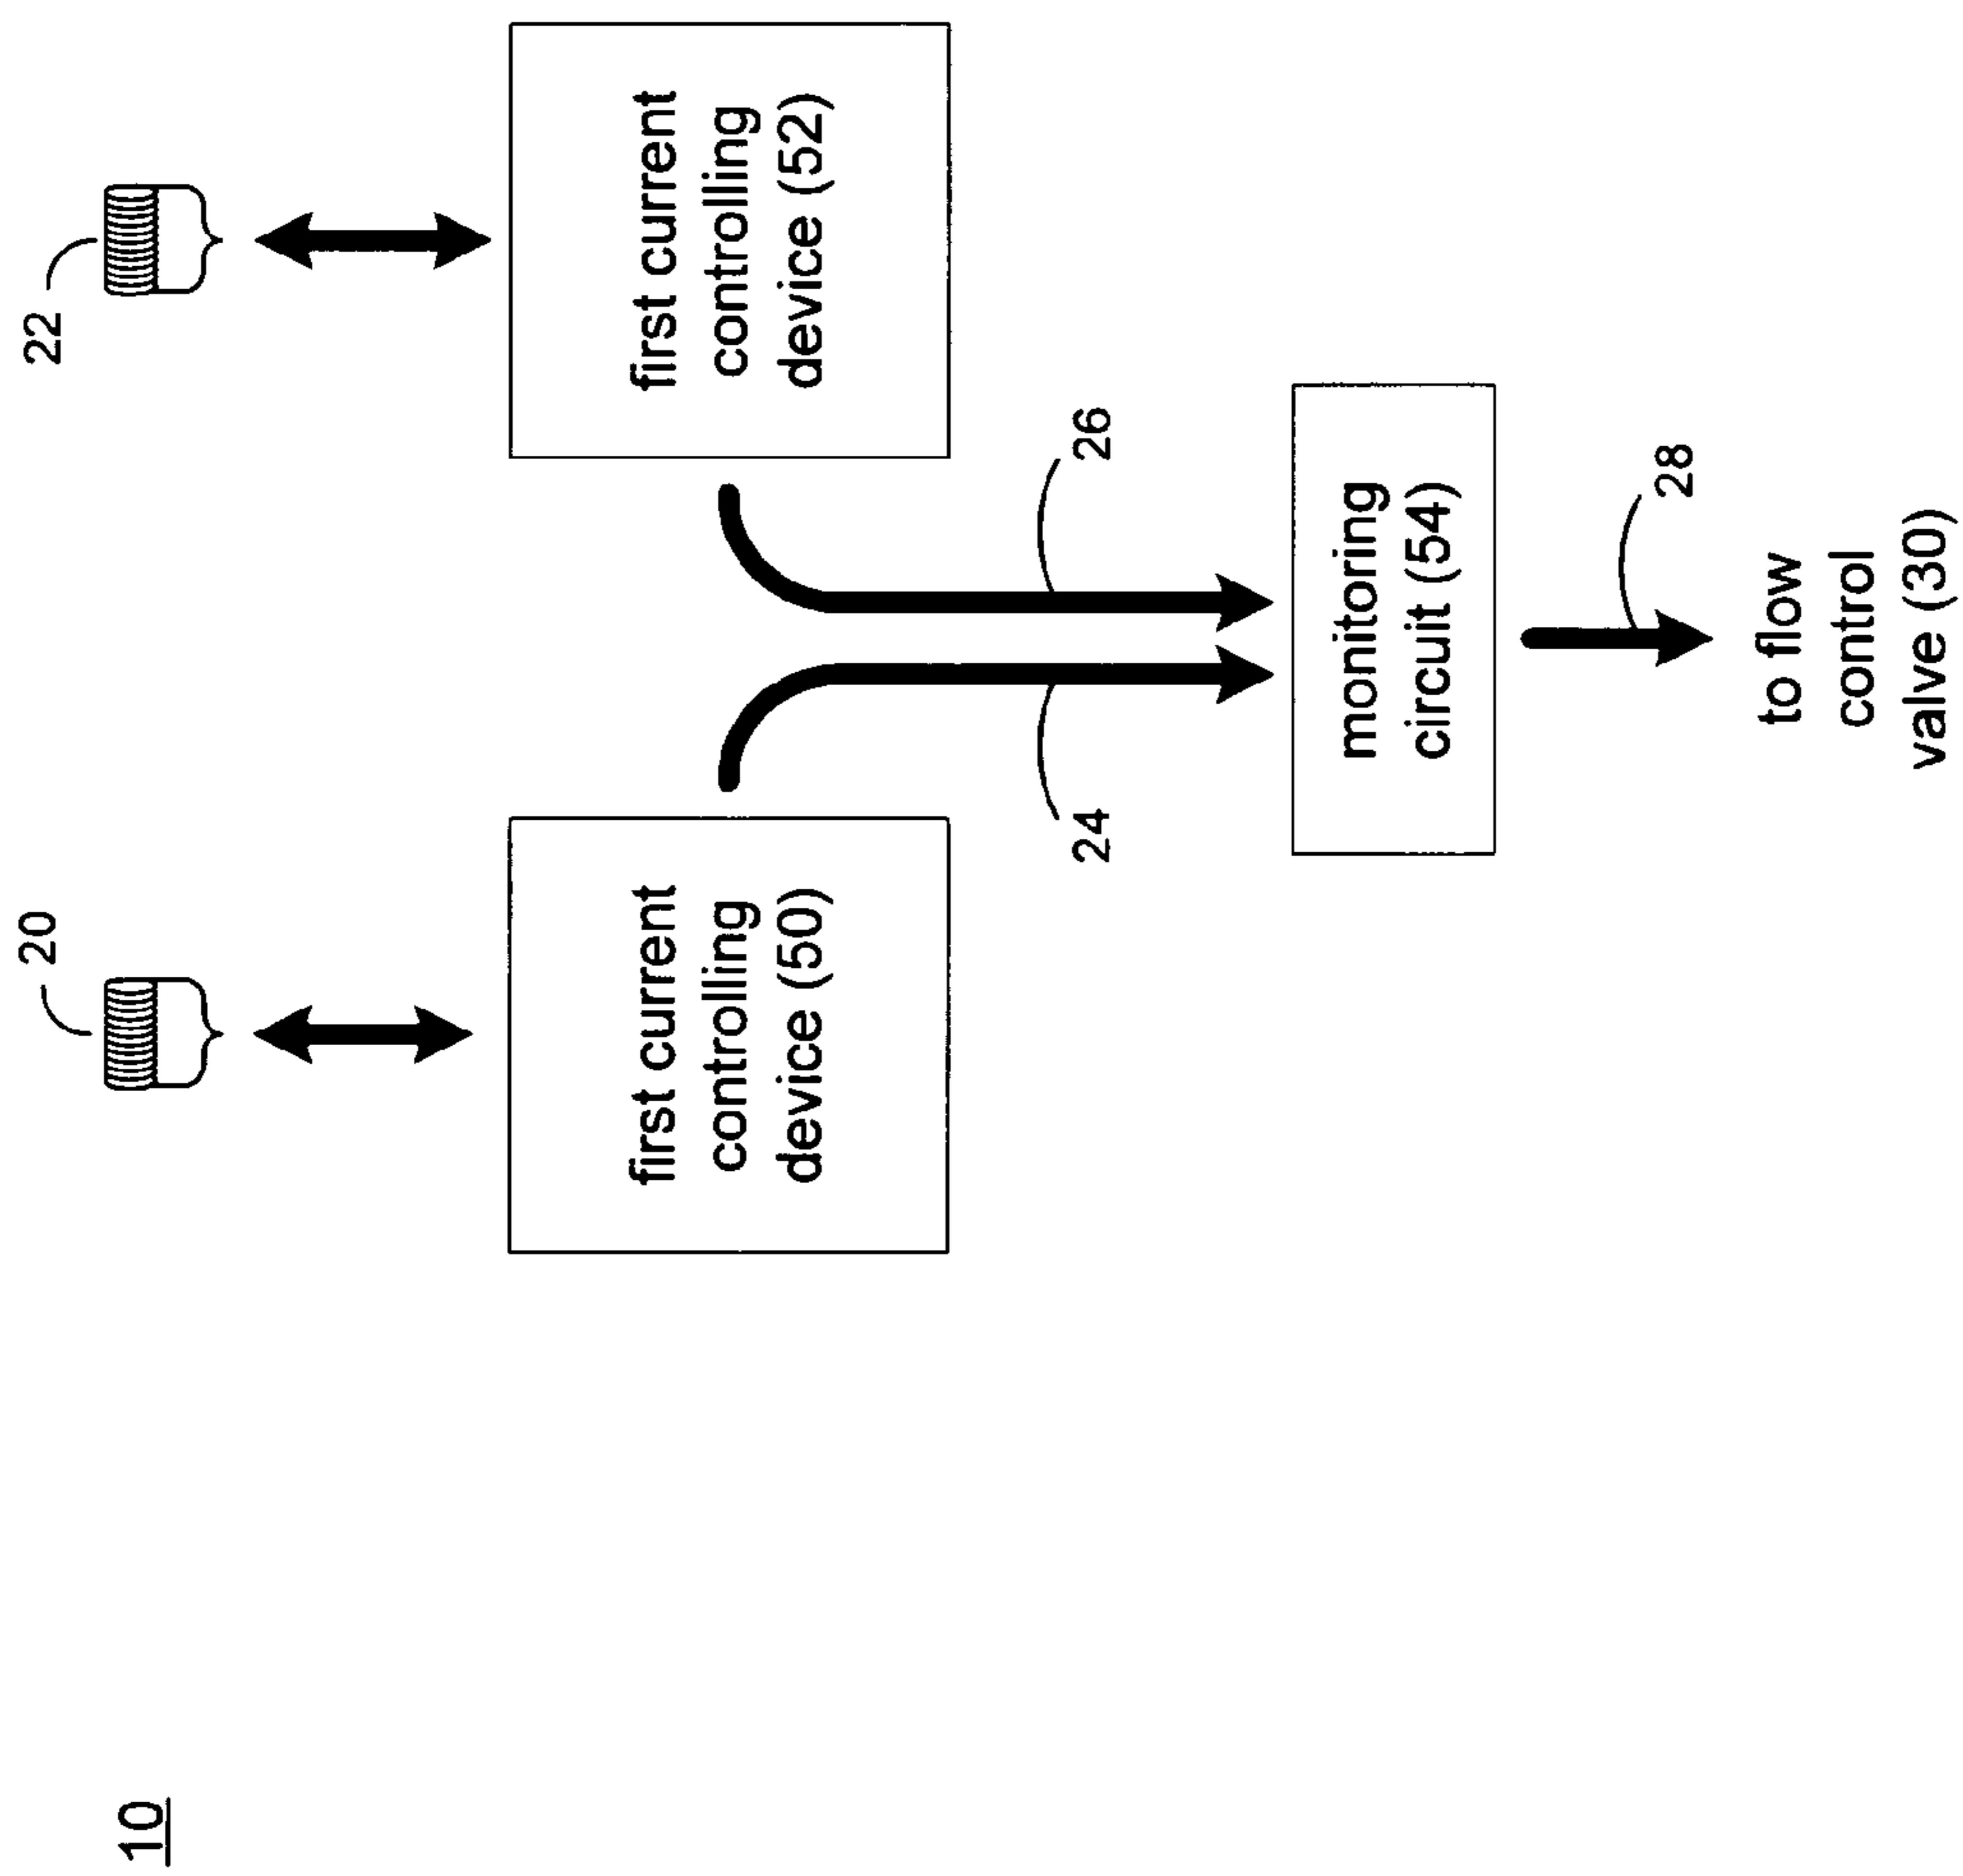 10
20
22
first current
controlling
device (50)
first current
controlling
device (52)
24
26
monitoring
circuit (54)
28
to flow
control
valve (30)